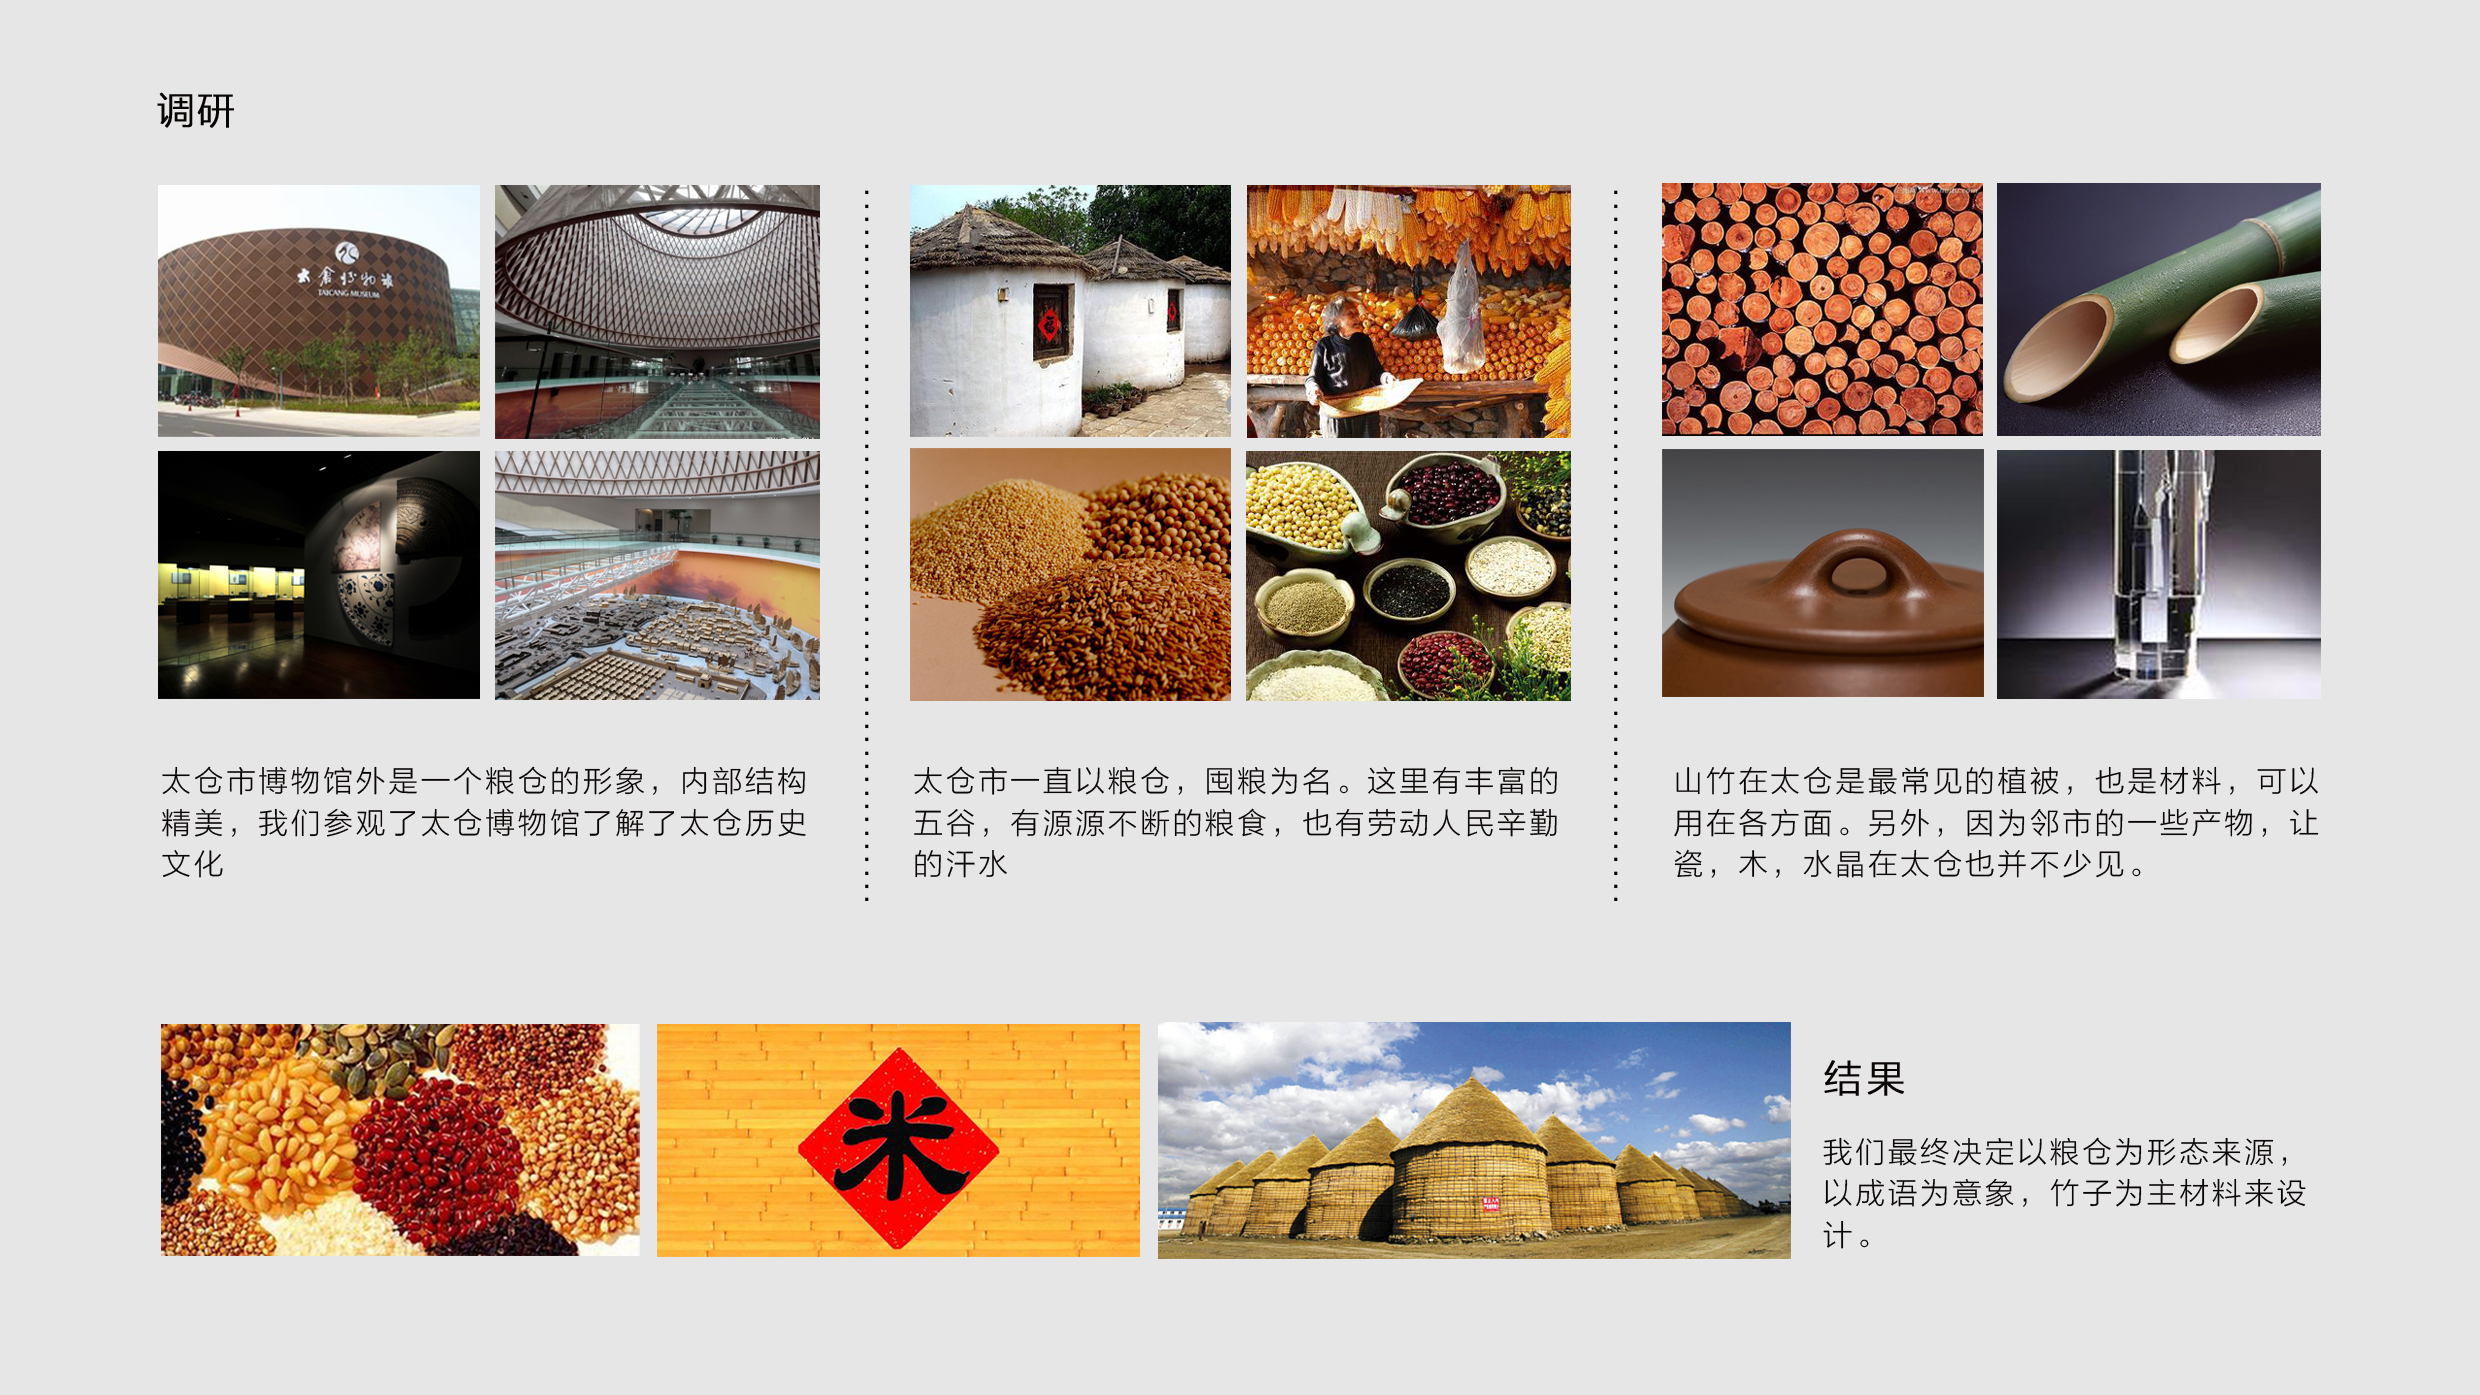 调研
太倉博物馆
TAICANG MUSEUM
太仓市博物馆外是一个粮仓的形象，内部结构
精美，我们参观了太仓博物馆了解了太仓历史
文化
太仓市一直以粮仓，囤粮为名。这里有丰富的
五谷，有源源不断的粮食，也有劳动人民辛勤
的汗水
山竹在太仓是最常见的植被，也是材料，可以
用在各方面。另外，因为邻市的一些产物，让
瓷，木，水晶在太仓也并不少见。
米
结果
我们最终决定以粮仓为形态来源，
以成语为意象，竹子为主材料来设
计。